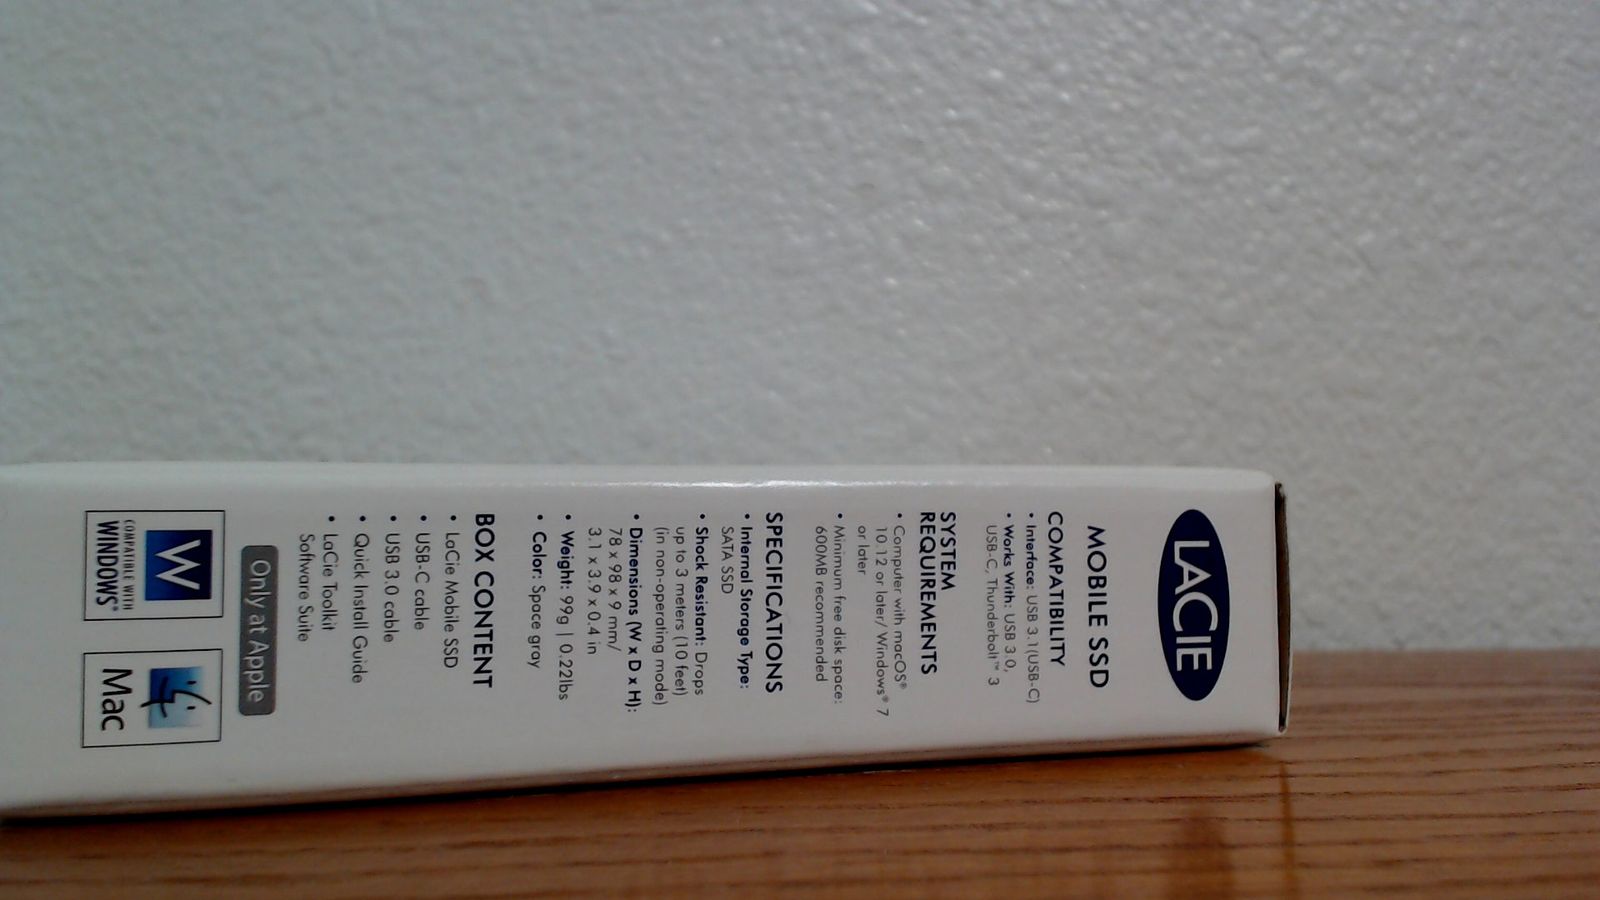 LACIE
MOBILE SSD
COMPATIBILITY
• Interface: USB 3.1(USB-C)
• Works With: USB 3.0,
USB-C, Thunderbolt™ 3
SYSTEM
REQUIREMENTS
• Computer with macOS®
10.12 or later/Windows® 7
or later
• Minimum free disk space:
600MB recommended
SPECIFICATIONS
• Internal Storage Type:
SATA SSD
• Shock Resistant: Drops
up to 3 meters (10 feet)
(in non-operating mode)
• Dimensions (W x D x H):
78 x 98 x 9 mm/
3.1 x 3.9 x 0.4 in
• Weight: 99g | 0.22lbs
• Color: Space gray
BOX CONTENT
• LaCie Mobile SSD
• USB-C cable
• USB 3.0 cable
• Quick Install Guide
• LaCie Toolkit
Software Suite
Only at Apple
W
COMPATIBLE WITH
WINDOWS®
Mac